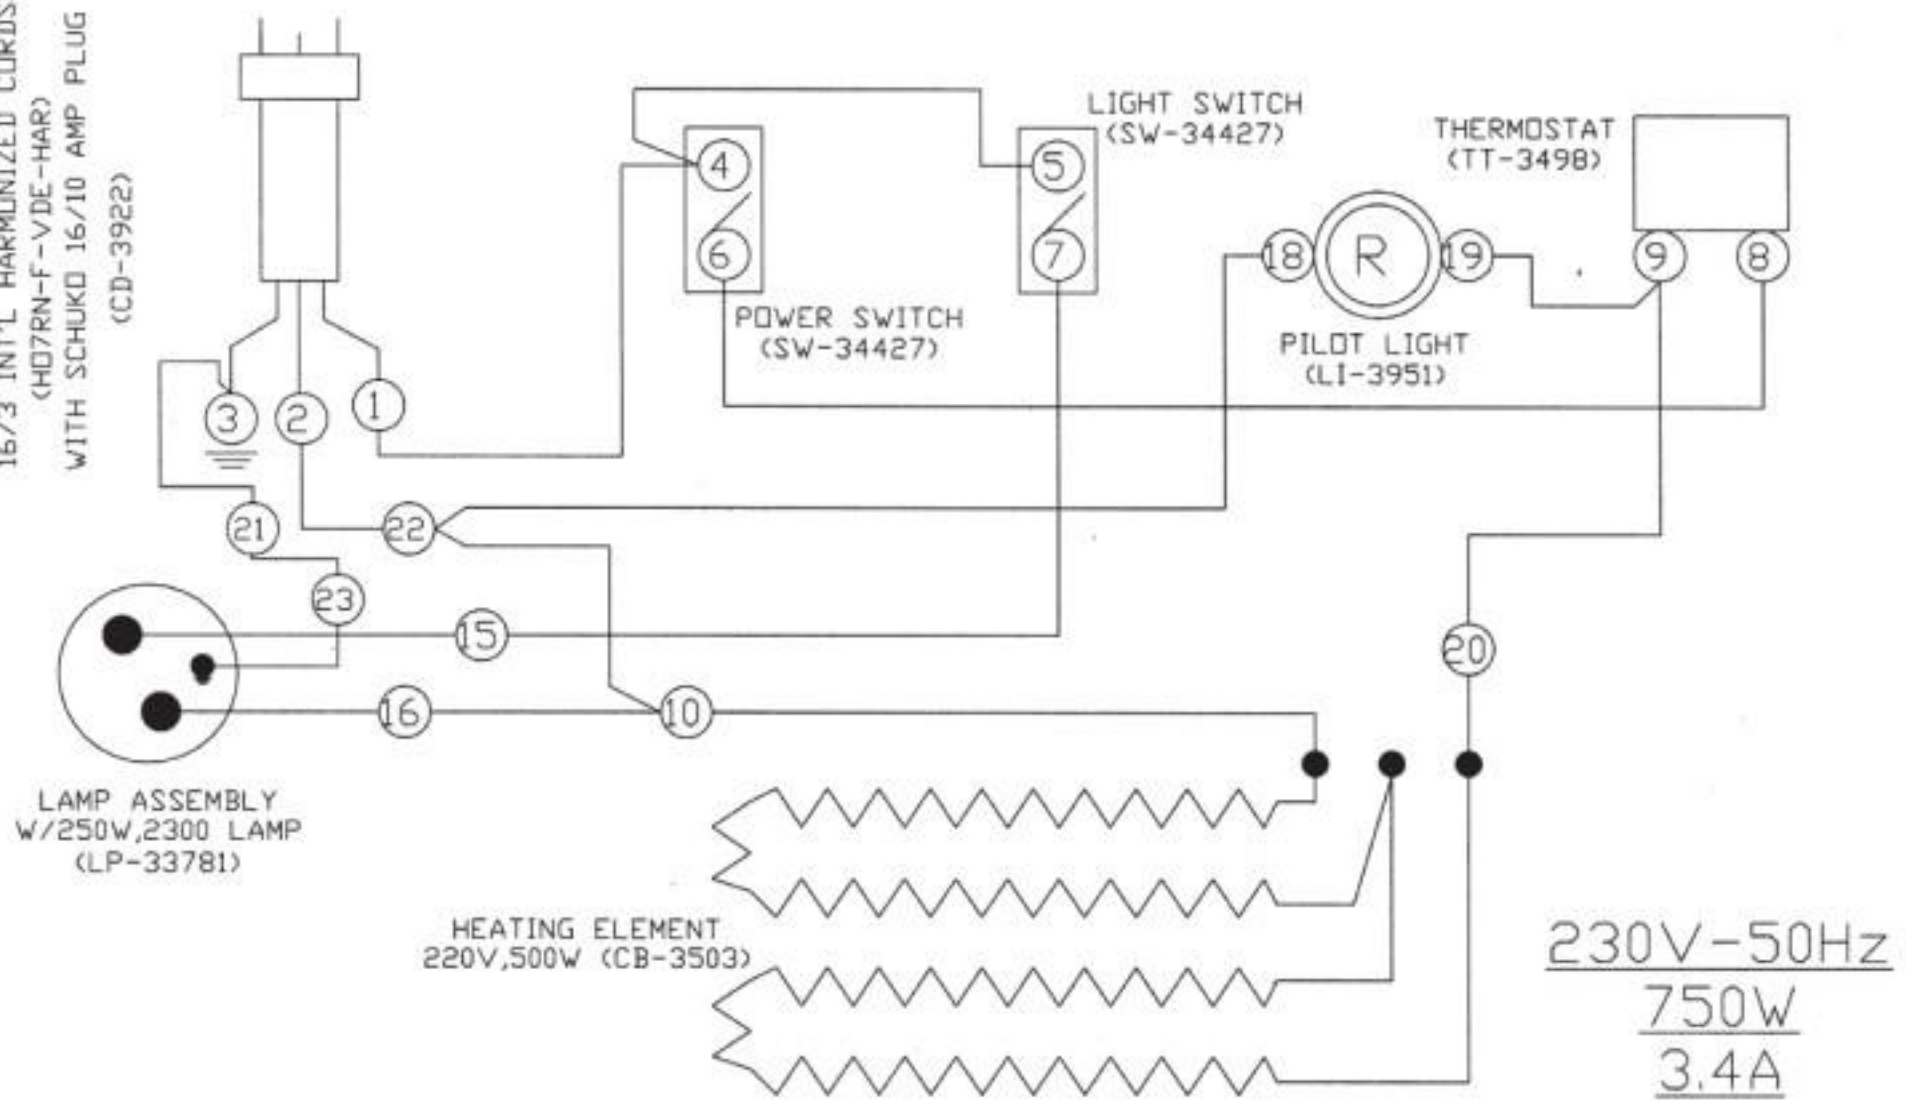 16/3 INT'L HARMONIZED CORDS
(HO7RN-F-VDE-HAR)
WITH SCHUKO 16/10 AMP PLUG
(CD-3922)
LIGHT SWITCH
(SW-34427)
THERMOSTAT
(TT-3498)
4
5
6
7
18
R
19
9
8
POWER SWITCH
(SW-34427)
PILOT LIGHT
(LI-3951)
3
2
1
21
22
23
15
20
16
10
LAMP ASSEMBLY
W/250W,2300 LAMP
(LP-33781)
HEATING ELEMENT
220V,500W (CB-3503)
230V-50Hz
750W
3.4A